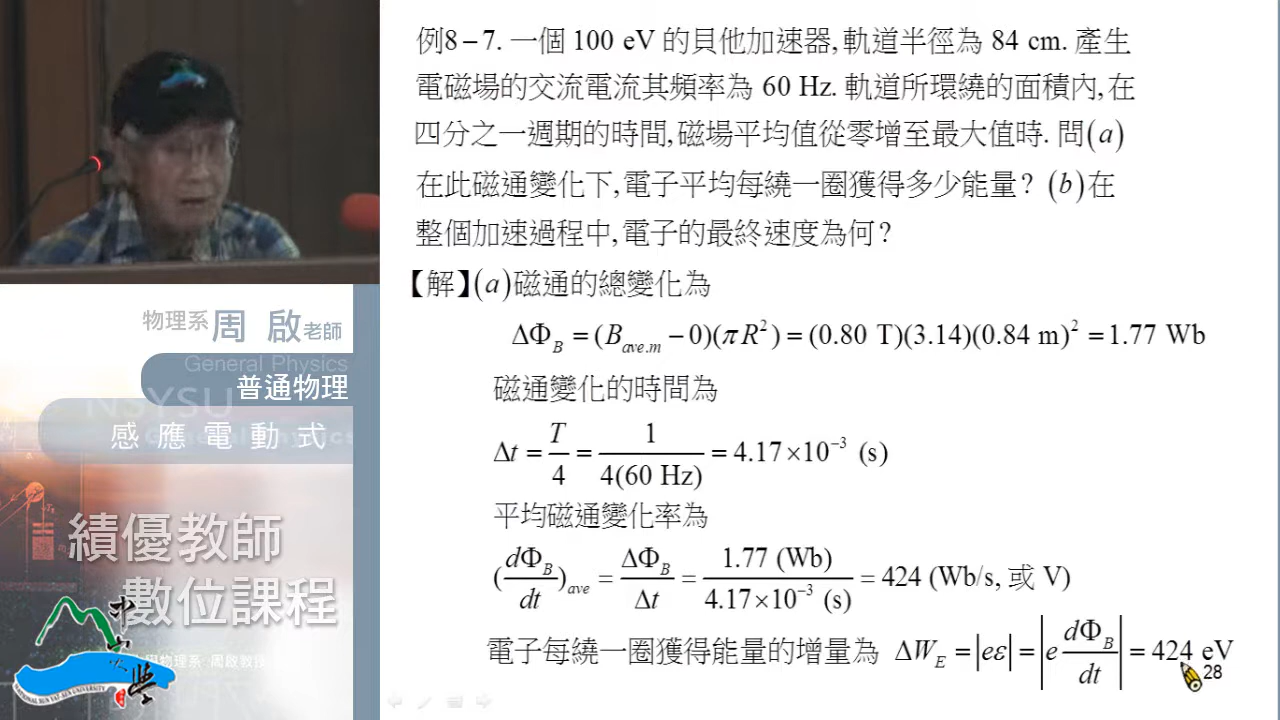 例8－7. 一個 100 eV 的貝他加速器, 軌道半徑為 84 cm. 產生
電磁場的交流電流其頻率為 60 Hz. 軌道所環繞的面積內, 在
四分之一週期的時間, 磁場平均值從零增至最大值時. 問(a)
在此磁通變化下, 電子平均每繞一圈獲得多少能量? (b)在
整個加速過程中, 電子的最終速度為何?
【解】(a)磁通的總變化為
ΔΦ_B = (B_ave.m − 0)(πR²) = (0.80 T)(3.14)(0.84 m)² = 1.77 Wb
磁通變化的時間為
Δt = T/4 = 1/4(60 Hz) = 4.17×10⁻³ (s)
平均磁通變化率為
(dΦ_B/dt)_ave = ΔΦ_B/Δt = 1.77 (Wb)/4.17×10⁻³ (s) = 424 (Wb/s, 或 V)
電子每繞一圈獲得能量的增量為 ΔW_E = |eε| = |e dΦ_B/dt| = 424 eV
28
物理系 周 啟 老師
General Physics
普通物理
NSYSU
感 應 電 動 式
績優教師
數位課程